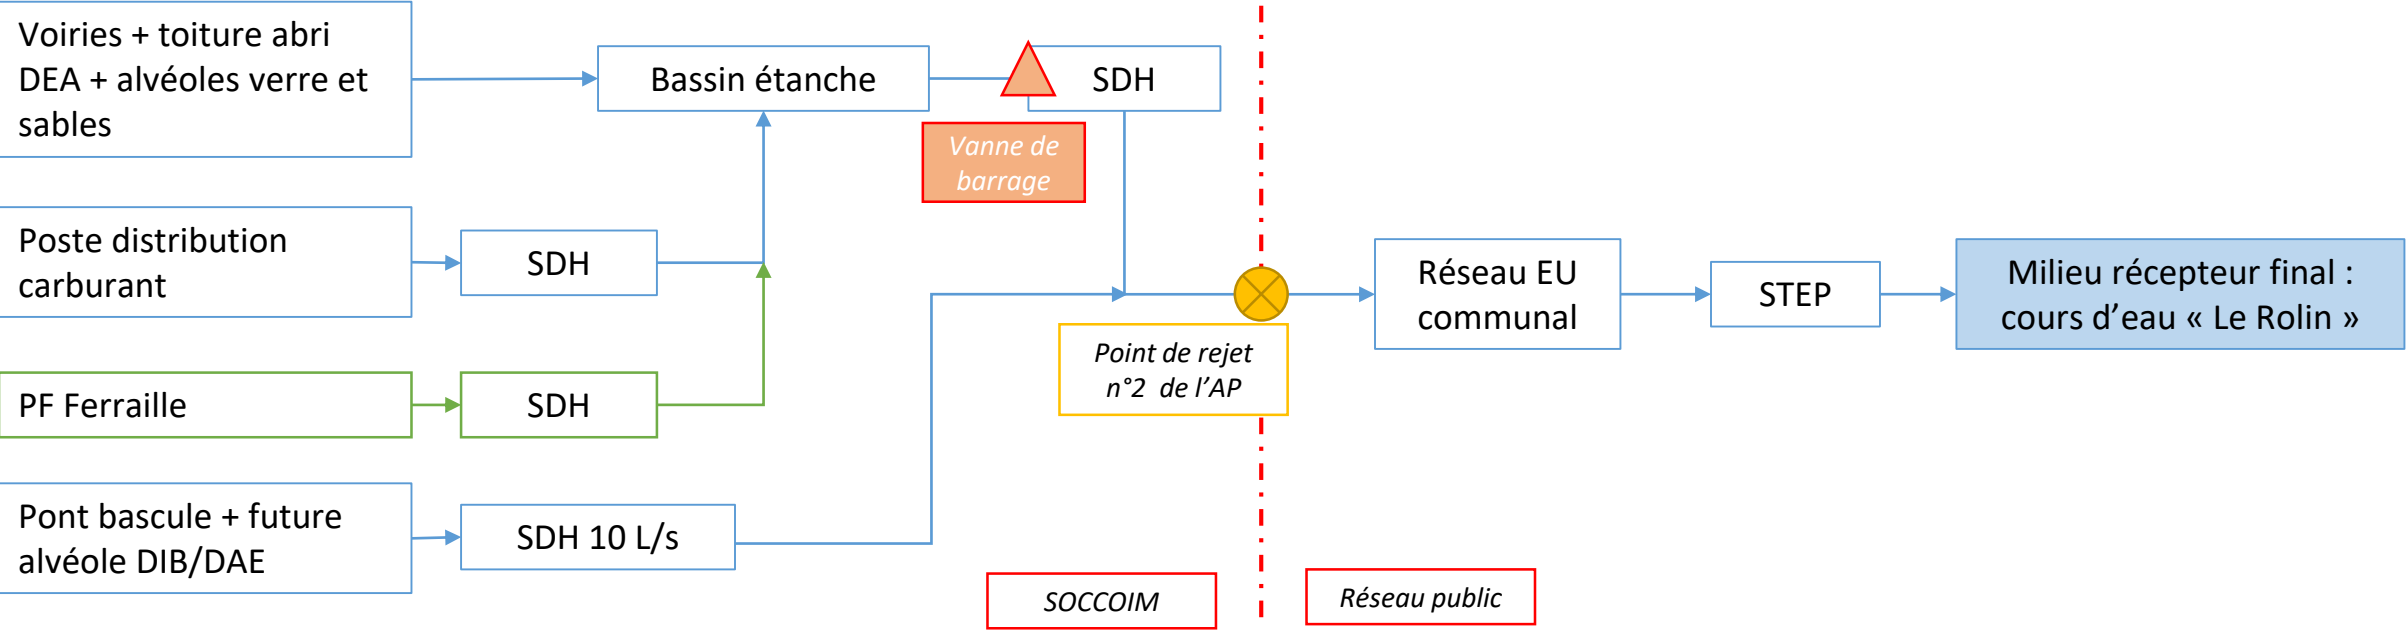 Voiries + toiture abri
DEA + alvéoles verre et
sables
Bassin étanche
SDH
Vanne de
barrage
Poste distribution
carburant
SDH
PF Ferraille
SDH
Pont bascule + future
alvéole DIB/DAE
SDH 10 L/s
Point de rejet
n°2 de l’AP
Réseau EU
communal
STEP
Milieu récepteur final :
cours d’eau « Le Rolin »
SOCCOIM
Réseau public